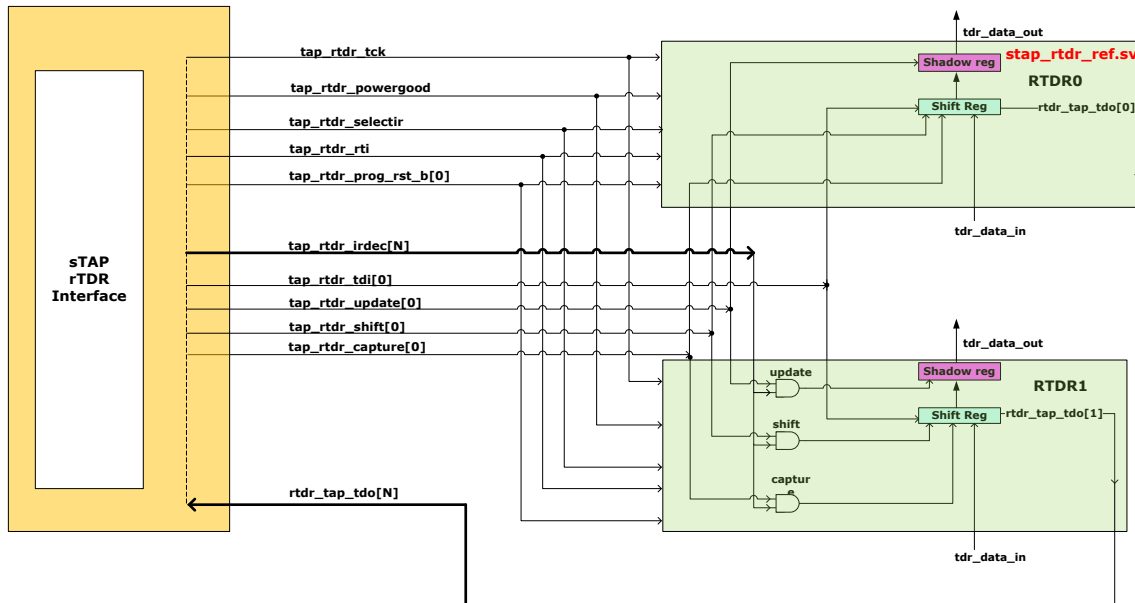 sTAP
rTDR
Interface
tap_rtdr_tck
tap_rtdr_powergood
tap_rtdr_selectir
tap_rtdr_rti
tap_rtdr_prog_rst_b[0]
tap_rtdr_irdec[N]
tap_rtdr_tdi[0]
tap_rtdr_update[0]
tap_rtdr_shift[0]
tap_rtdr_capture[0]
rtdr_tap_tdo[N]
tdr_data_out
stap_rtdr_ref.sv
Shadow reg
RTDR0
Shift Reg
rtdr_tap_tdo[0]
tdr_data_in
tdr_data_out
update
Shadow reg
RTDR1
Shift Reg
rtdr_tap_tdo[1]
shift
captur
e
tdr_data_in